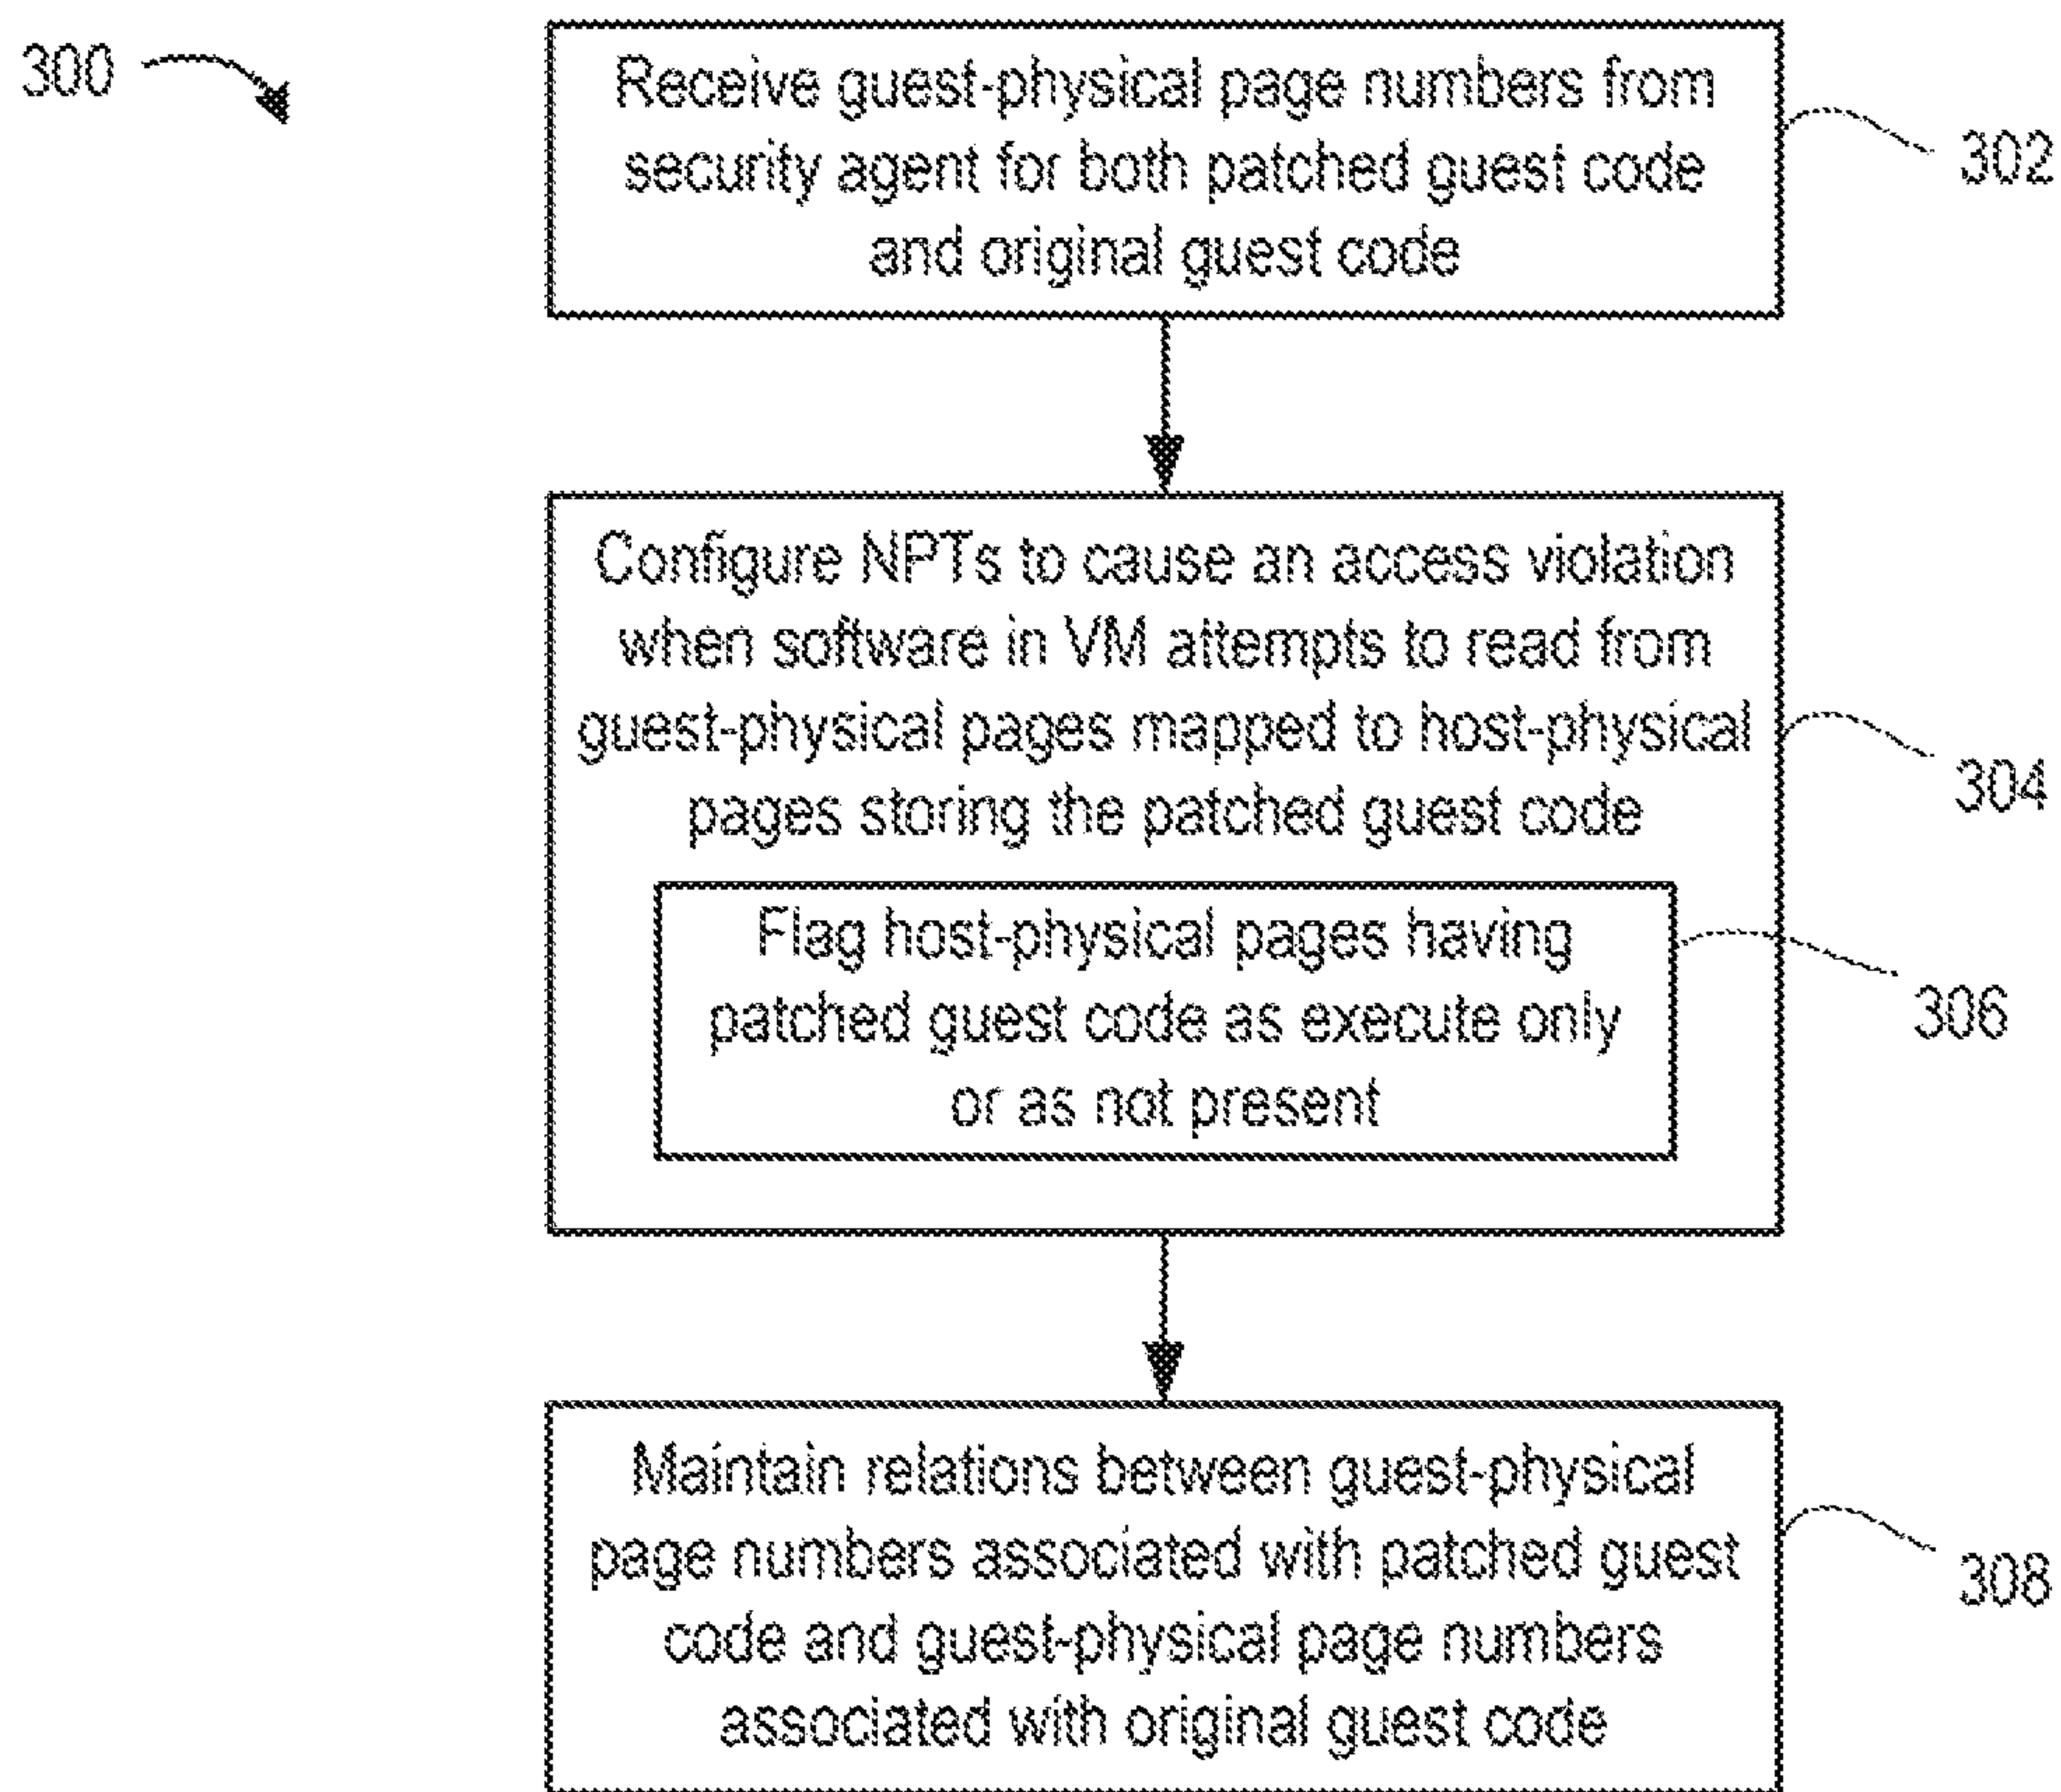 300
Receive guest-physical page numbers from
security agent for both patched guest code
and original guest code
302
Configure NPTs to cause an access violation
when software in VM attempts to read from
guest-physical pages mapped to host-physical
pages storing the patched guest code
304
Flag host-physical pages having
patched guest code as execute only
or as not present
306
Maintain relations between guest-physical
page numbers associated with patched guest
code and guest-physical page numbers
associated with original guest code
308